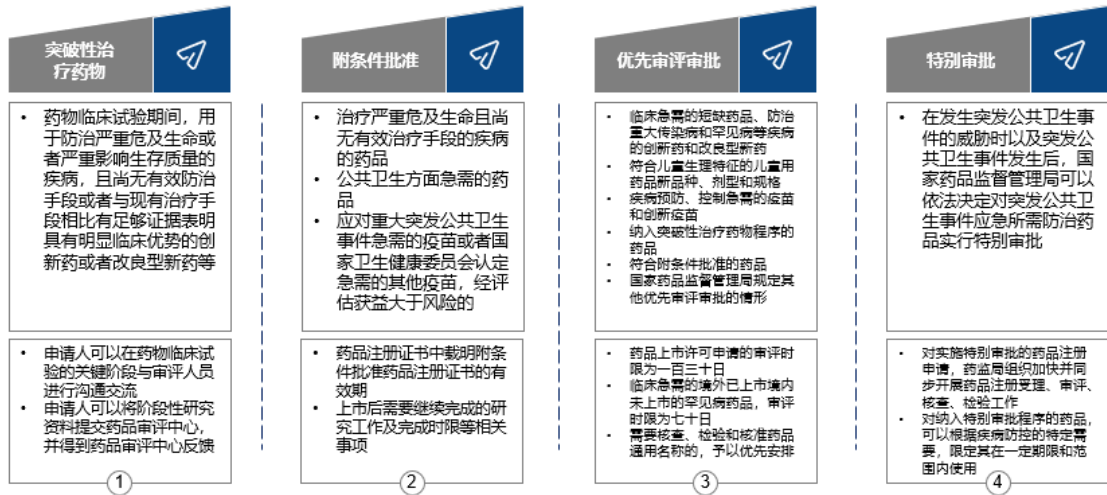 突破性治
疗药物
• 药物临床试验期间，用
于防治严重危及生命或
者严重影响生存质量的
疾病，且尚无有效防治
手段或者与现有治疗手
段相比有足够证据表明
具有明显临床优势的创
新药或者改良型新药等
• 申请人可以在药物临床试
验的关键阶段与审评人员
进行沟通交流
• 申请人可以将阶段性研究
资料提交药品审评中心，
并得到药品审评中心反馈
1
附条件批准
• 治疗严重危及生命且尚
无有效治疗手段的疾病
的药品
• 公共卫生方面急需的药
品
• 应对重大突发公共卫生
事件急需的疫苗或者国
家卫生健康委员会认定
急需的其他疫苗，经评
估获益大于风险的
• 药品注册证书中载明附条
件批准药品注册证书的有
效期
• 上市后需要继续完成的研
究工作及完成时限等相关
事项
2
优先审评审批
• 临床急需的短缺药品、防治
重大传染病和罕见病等疾病
的创新药和改良型新药
• 符合儿童生理特征的儿童用
药品新品种、剂型和规格
• 疾病预防、控制急需的疫苗
和创新疫苗
• 纳入突破性治疗药物程序的
药品
• 符合附条件批准的药品
• 国家药品监督管理局规定其
他优先审评审批的情形
• 药品上市许可申请的审评时
限为一百三十日
• 临床急需的境外已上市境内
未上市的罕见病药品，审评
时限为七十日
• 需要核查、检验和核准药品
通用名称的，予以优先安排
3
特别审批
• 在发生突发公共卫生事
件的威胁时以及突发公
共卫生事件发生后，国
家药品监督管理局可以
依法决定对突发公共卫
生事件应急所需防治药
品实行特别审批
• 对实施特别审批的药品注册
申请，药监局组织加快并同
步开展药品注册受理、审评、
核查、检验工作
• 对纳入特别审批程序的药品，
可以根据疾病防控的特定需
要，限定其在一定期限和范
围内使用
4